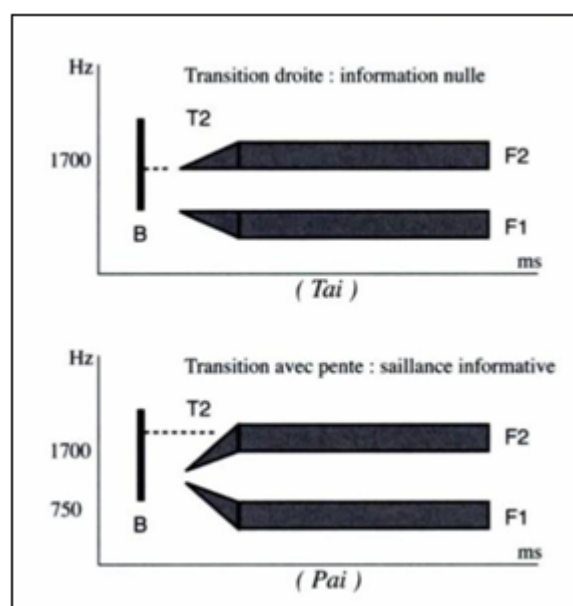 Hz
Transition droite : information nulle
T2
1700
F2
B
F1
ms
( Tai )
Hz
Transition avec pente : saillance informative
T2
F2
1700
750
B
F1
ms
( Pai )